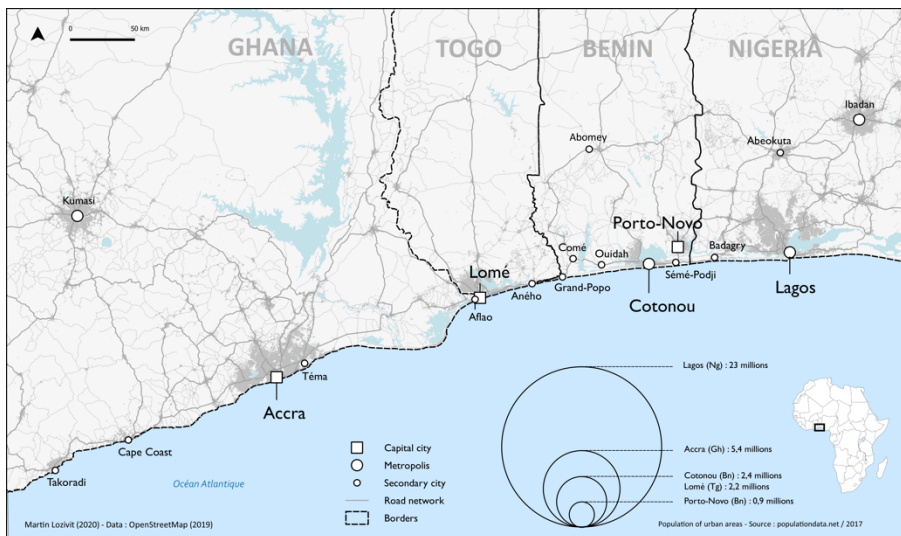 0 50 km
GHANA
TOGO
BENIN
NIGERIA
Ibadan
Abomey
Abeokuta
Kumasi
Porto-Novo
Comé
Ouidah
Badagry
Lomé
Aného
Grand-Popo
Sémé-Podji
Aflao
Cotonou
Lagos
Téma
Accra
Cape Coast
Takoradi
Océan Atlantique
Capital city
Metropolis
Secondary city
Road network
Borders
Lagos (Ng) : 23 millions
Accra (Gh) : 5,4 millions
Cotonou (Bn) : 2,4 millions
Lomé (Tg) : 2,2 millions
Porto-Novo (Bn) : 0,9 millions
Martin Lozivit (2020) - Data : OpenStreetMap (2019)
Population of urban areas - Source : populationdata.net / 2017